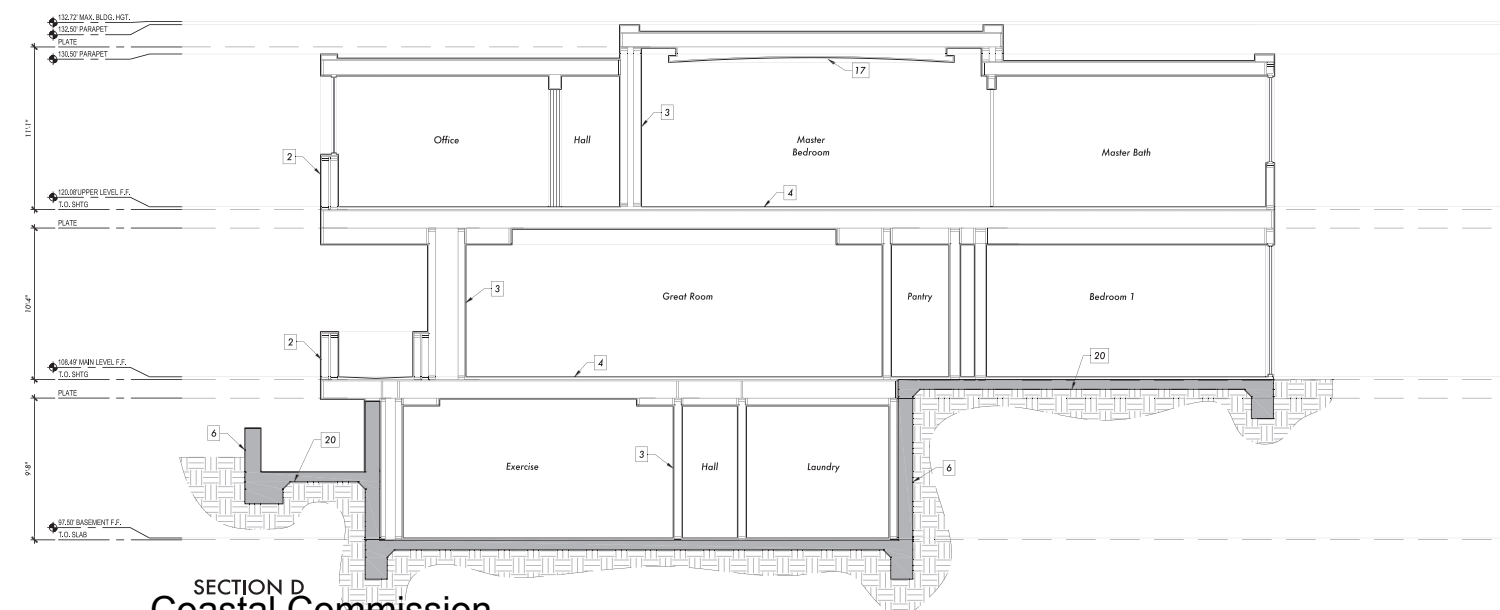 132.72' MAX. BLDG. HGT.
132.50' PARAPET
PLATE
130.50' PARAPET
17
11'-1"
3
Office
Hall
Master
Bedroom
Master Bath
2
4
120.08' UPPER LEVEL F.F.
T.O. SHTG
PLATE
3
Great Room
Pantry
Bedroom 1
10'-4"
2
4
20
108.49' MAIN LEVEL F.F.
T.O. SHTG
PLATE
6
20
3
Exercise
Hall
Laundry
6
9'-8"
97.50' BASEMENT F.F.
T.O. SLAB
SECTION D
Coastal Commission